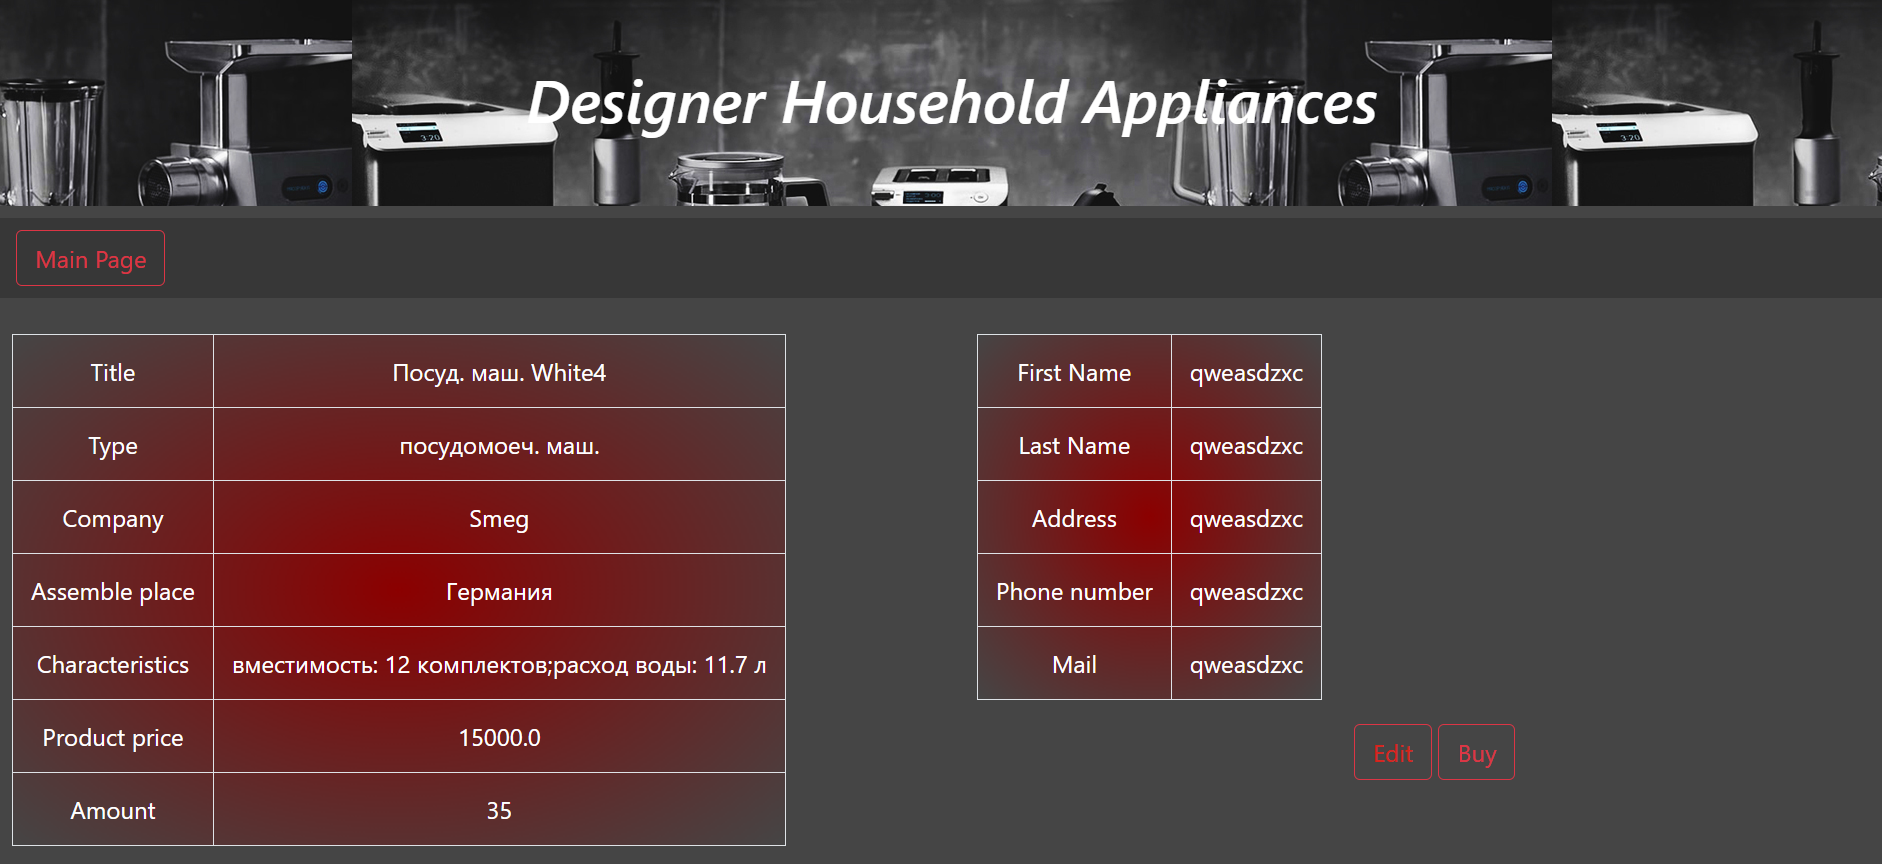 Designer Household Appliances
Main Page
Title Посуд. маш. White4
Type посудомоеч. маш.
Company Smeg
Assemble place Германия
Characteristics вместимость: 12 комплектов;расход воды: 11.7 л
Product price 15000.0
Amount 35
First Name qweasdzxc
Last Name qweasdzxc
Address qweasdzxc
Phone number qweasdzxc
Mail qweasdzxc
Edit Buy